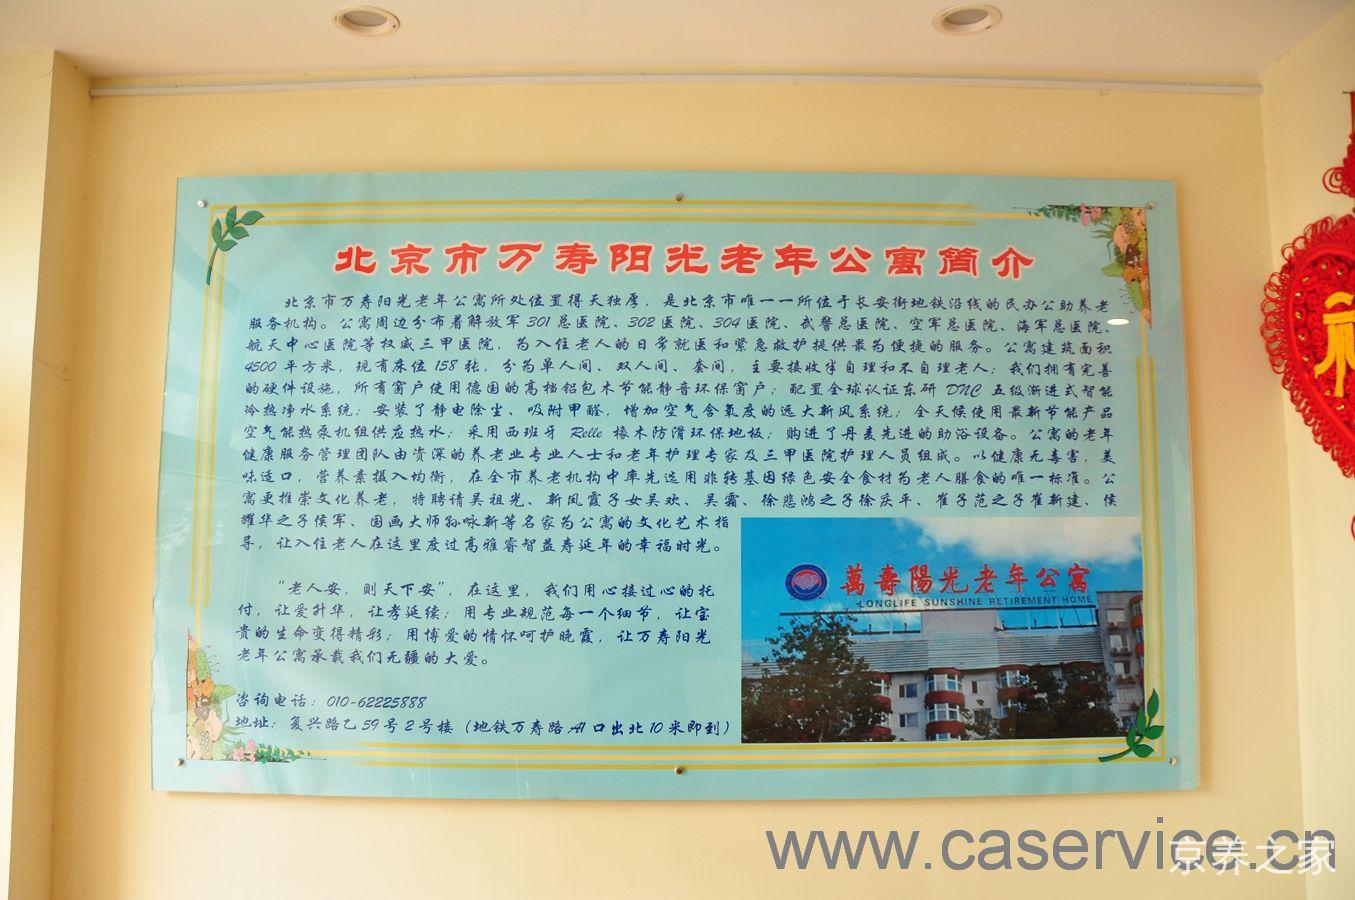 北京市万寿阳光老年公寓简介
北京市万寿阳光老年公寓所处位置得天独厚，是北京市唯一一所位于长安街地铁沿线的民办公助养老
服务机构。公寓周边分布着解放军301总医院、302医院、304医院、武警总医院、空军总医院、海军总医院、
航天中心医院等权威三甲医院，为入住老人的日常就医和紧急救护提供最为便捷的服务。公寓建筑面积
4500平方米，现有床位158张，分为单人间、双人间、套间，主要接收半自理和不自理老人；我们拥有完善
的硬件设施，所有窗户使用德国的高档铝包木节能静音环保窗户；配置全球认证东研DNC五级渐进式智能
冷热净水系统；安装了静电除尘、吸附甲醛，增加空气含氧度的远大新风系统；全天候使用最新节能产品
空气能热泵机组供应热水；采用西班牙 Relle 橡木防滑环保地板；购进了丹麦先进的助浴设备。公寓的老年
健康服务管理团队由资深的养老业专业人士和老年护理专家及三甲医院护理人员组成。以健康无毒害，美
味适口，营养素摄入均衡，在全市养老机构中率先选用非转基因绿色安全食材为老人膳食的唯一标准。公
寓更推崇文化养老，特聘请吴祖光、新凤霞子女吴欢、吴霜、徐悲鸿之子徐庆平、崔子范之子崔新建、侯
耀华之子侯军、国画大师孙咏新等名家为公寓的文化艺术指
导，让入住老人在这里度过高雅睿智益寿延年的幸福时光。
“老人安，则天下安”，在这里，我们用心接过心的托
付，让爱升华，让孝延续；用专业规范每一个细节，让宝
贵的生命变得精彩；用博爱的情怀呵护晚霞，让万寿阳光
老年公寓承载我们无疆的大爱。
咨询电话：010-62225888
地址：复兴路乙59号2号楼（地铁万寿路A1口出北10米即到）
萬壽陽光老年公寓
LONGLIFE SUNSHINE RETIREMENT HOME
www.caservice.cn
京养之家